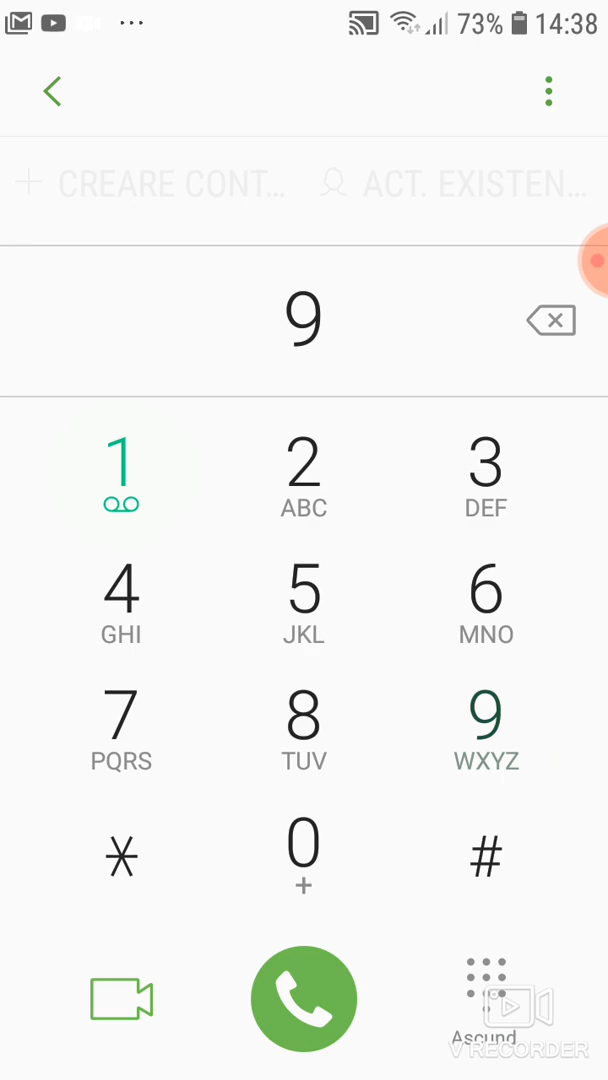 73% 14:38
CREARE CONT... ACT. EXISTEN...
9
1 2 3
ABC DEF
4 5 6
GHI JKL MNO
7 8 9
PQRS TUV WXYZ
* 0 #
+
Ascund
V RECORDER